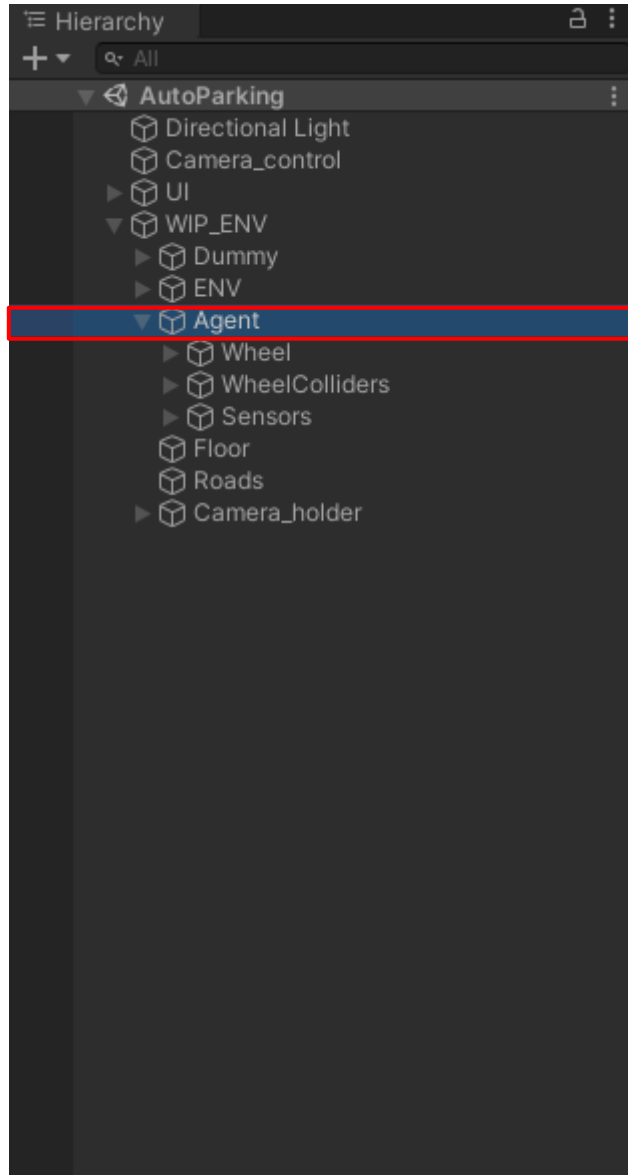 Hierarchy
All
AutoParking
Directional Light
Camera_control
UI
WIP_ENV
Dummy
ENV
Agent
Wheel
WheelColliders
Sensors
Floor
Roads
Camera_holder